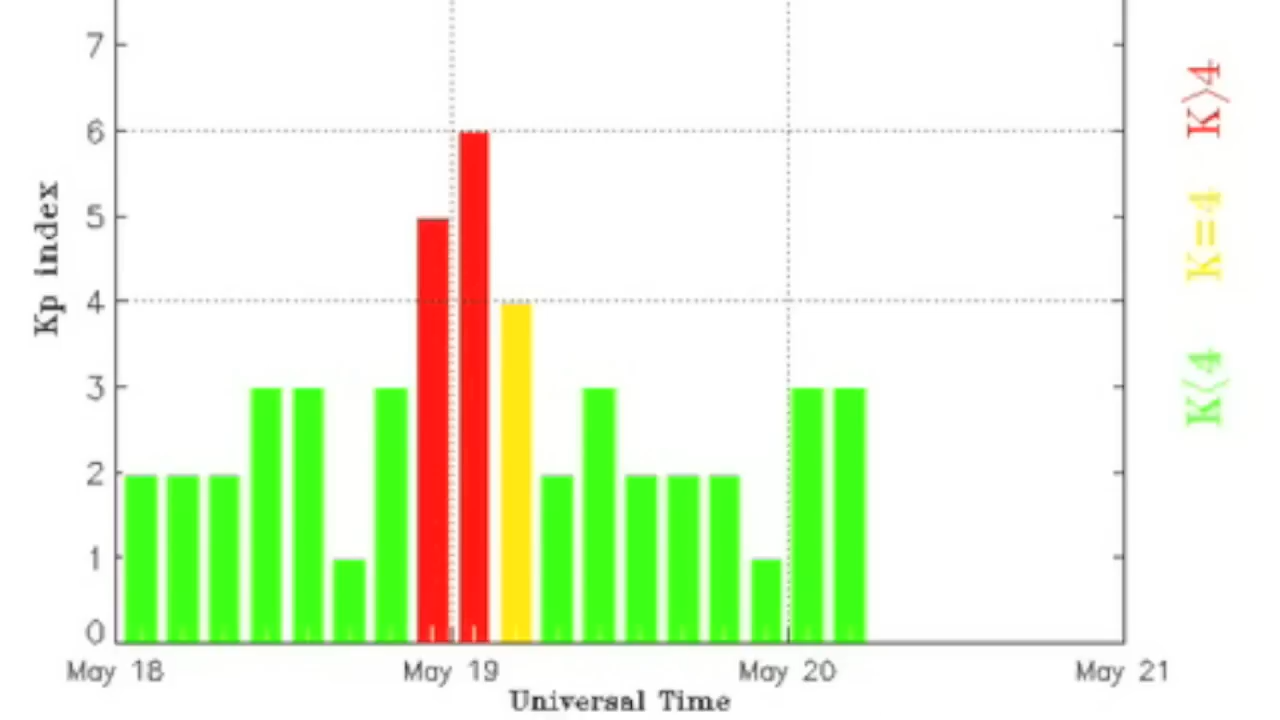 7
6
5
4
3
2
1
0
Kp index
May 18
May 19
May 20
May 21
Universal Time
K>4
K=4
K<4